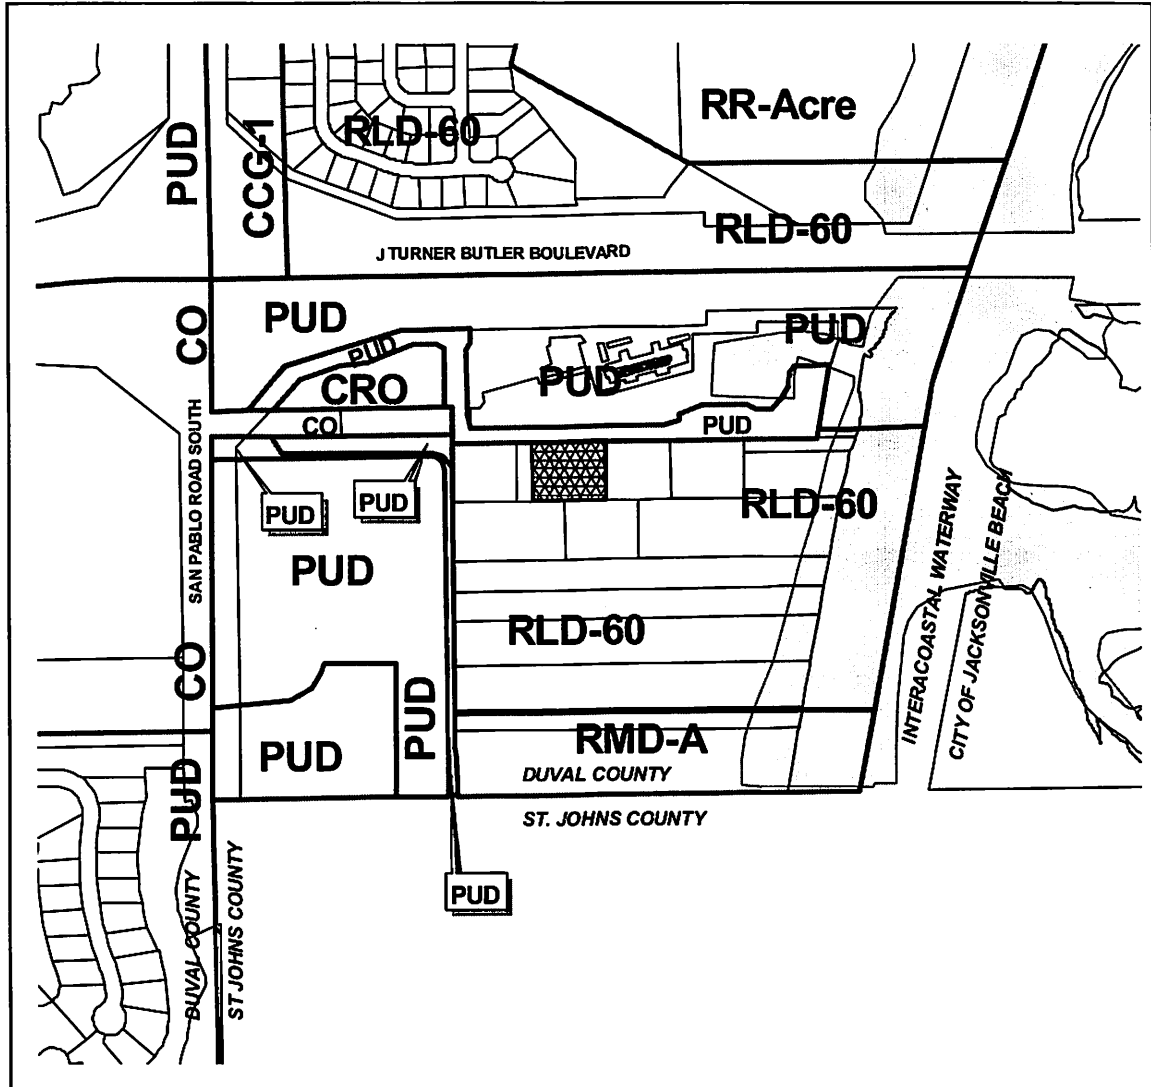 RR-Acre
RLD-60
PUD
CCG-1
RLD-60
J TURNER BUTLER BOULEVARD
CO
PUD
PUD
PUD
CRO
PUD
CO
PUD
SAN PABLO ROAD SOUTH
PUD
PUD
RLD-60
PUD
RLD-60
INTERACOASTAL WATERWAY
CITY OF JACKSONVILLE BEACH
CO
PUD
PUD
RMD-A
PUD
DUVAL COUNTY
ST. JOHNS COUNTY
DUVAL COUNTY
ST JOHNS COUNTY
PUD